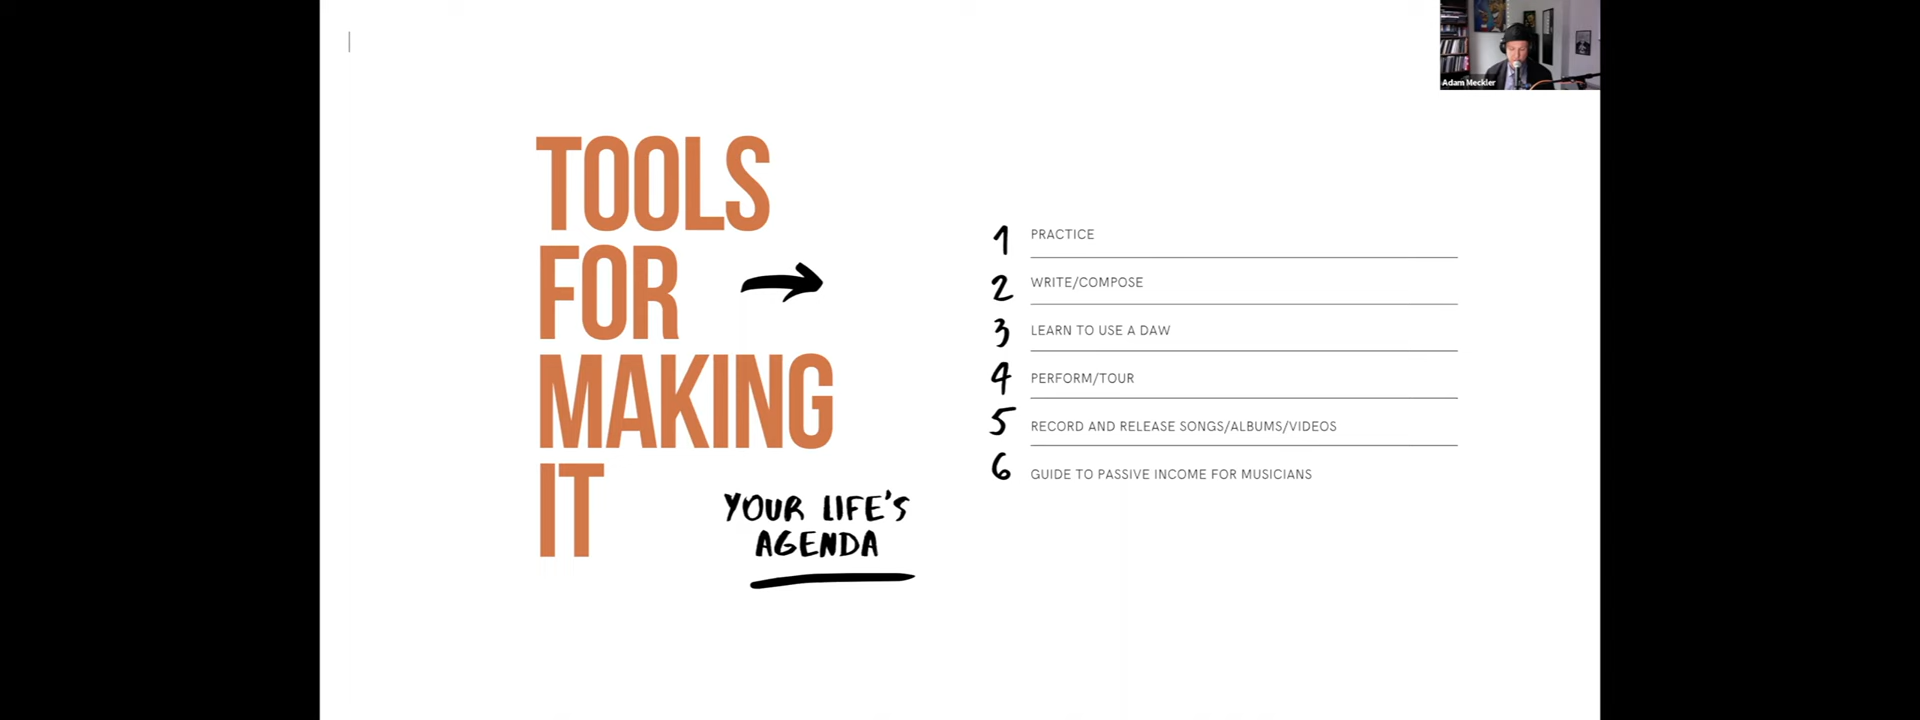 Adam Meckler
TOOLS
FOR
MAKING
IT
YOUR LIFE'S
AGENDA
1 PRACTICE
2 WRITE/COMPOSE
3 LEARN TO USE A DAW
4 PERFORM/TOUR
5 RECORD AND RELEASE SONGS/ALBUMS/VIDEOS
6 GUIDE TO PASSIVE INCOME FOR MUSICIANS